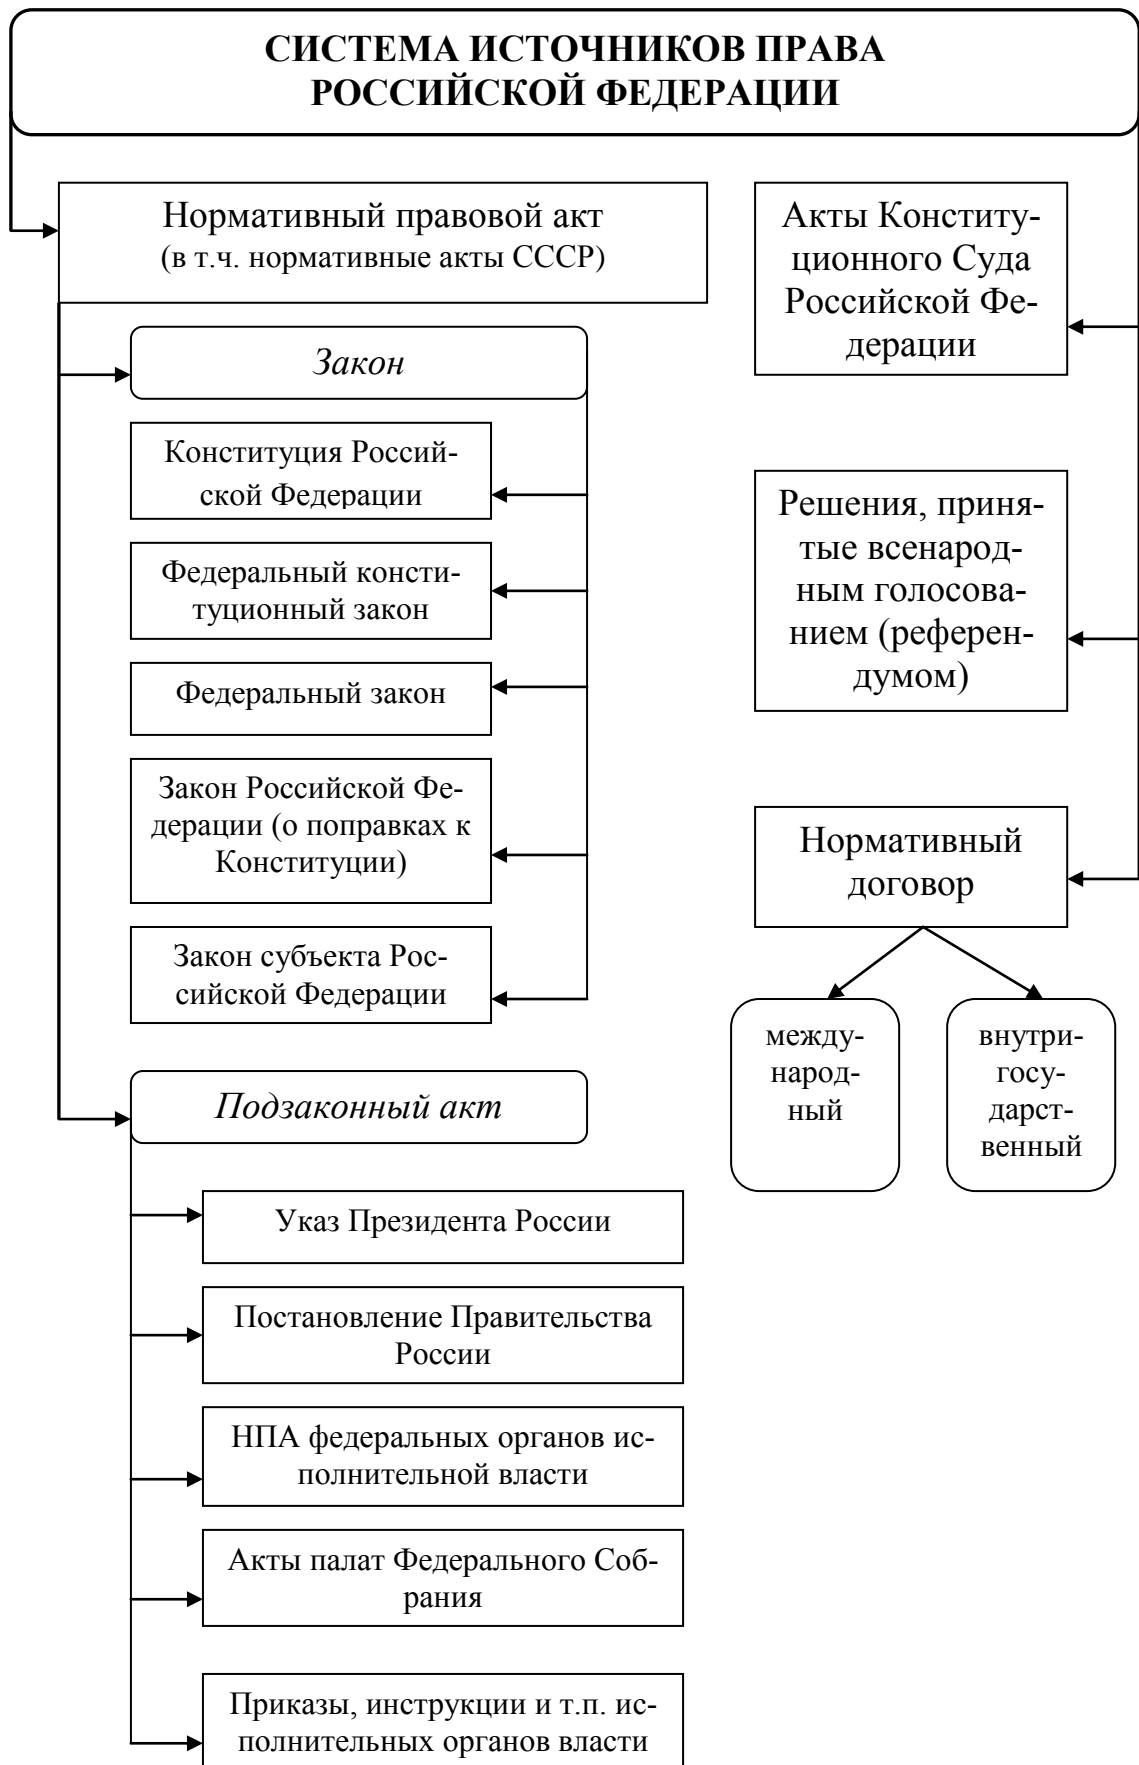 СИСТЕМА ИСТОЧНИКОВ ПРАВА
РОССИЙСКОЙ ФЕДЕРАЦИИ
Нормативный правовой акт
(в т.ч. нормативные акты СССР)
Закон
Конституция Россий-
ской Федерации
Федеральный консти-
туционный закон
Федеральный закон
Закон Российской Фе-
дерации (о поправках к
Конституции)
Закон субъекта Рос-
сийской Федерации
Подзаконный акт
Указ Президента России
Постановление Правительства
России
НПА федеральных органов ис-
полнительной власти
Акты палат Федерального Соб-
рания
Приказы, инструкции и т.п. ис-
полнительных органов власти
Акты Конститу-
ционного Суда
Российской Фе-
дерации
Решения, приня-
тые всенарод-
ным голосова-
нием (референ-
думом)
Нормативный
договор
между-
народ-
ный
внутри-
госу-
дарст-
венный